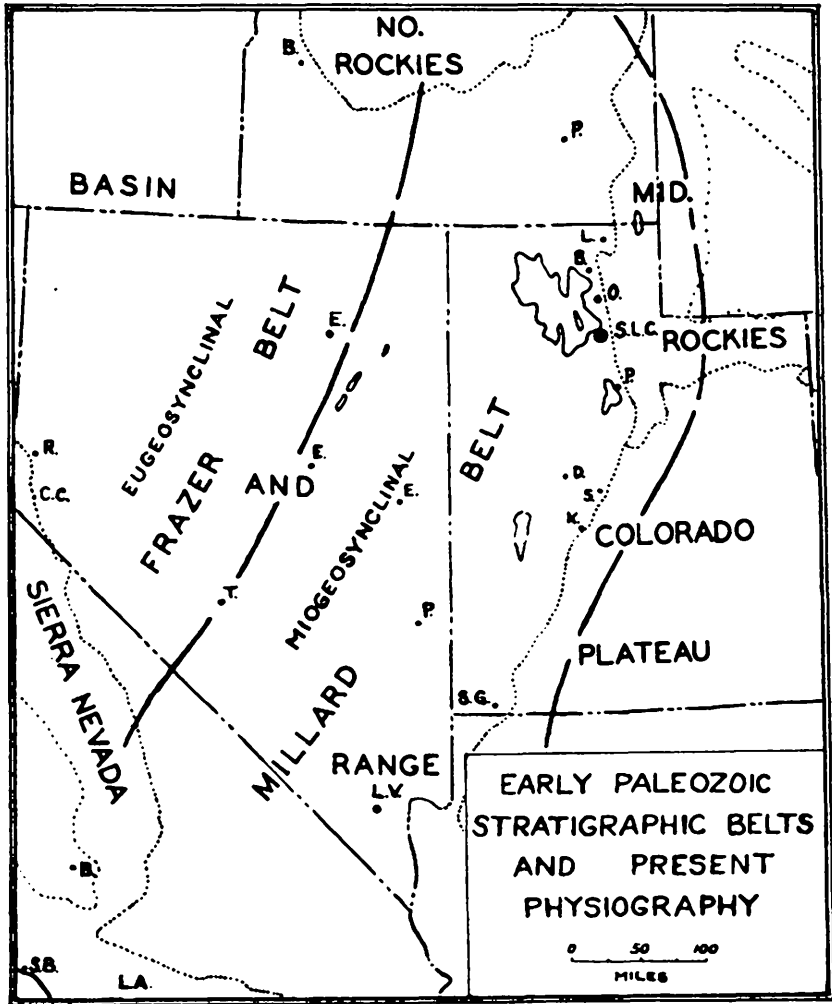 NO.
ROCKIES
B.
P.
BASIN
MID.
L.
B.
O.
S.L.C.
ROCKIES
P.
EUGEOSYNCLINAL
BELT
E.
FRAZER
AND
E.
MIOGEOSYNCLINAL
E.
BELT
R.
C.C.
D.
S.
K.
COLORADO
PLATEAU
T.
P.
S.G.
SIERRA NEVADA
MILLARD
RANGE
L.V.
B.
S.B.
L.A.
EARLY PALEOZOIC
STRATIGRAPHIC BELTS
AND PRESENT
PHYSIOGRAPHY
0 50 100
MILES